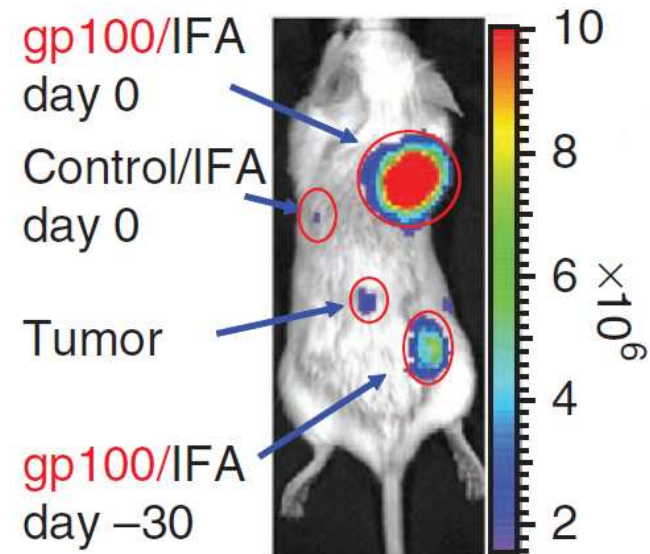 gp100/IFA
day 0
Control/IFA
day 0
Tumor
gp100/IFA
day –30
10
8
6
4
2
×10⁶